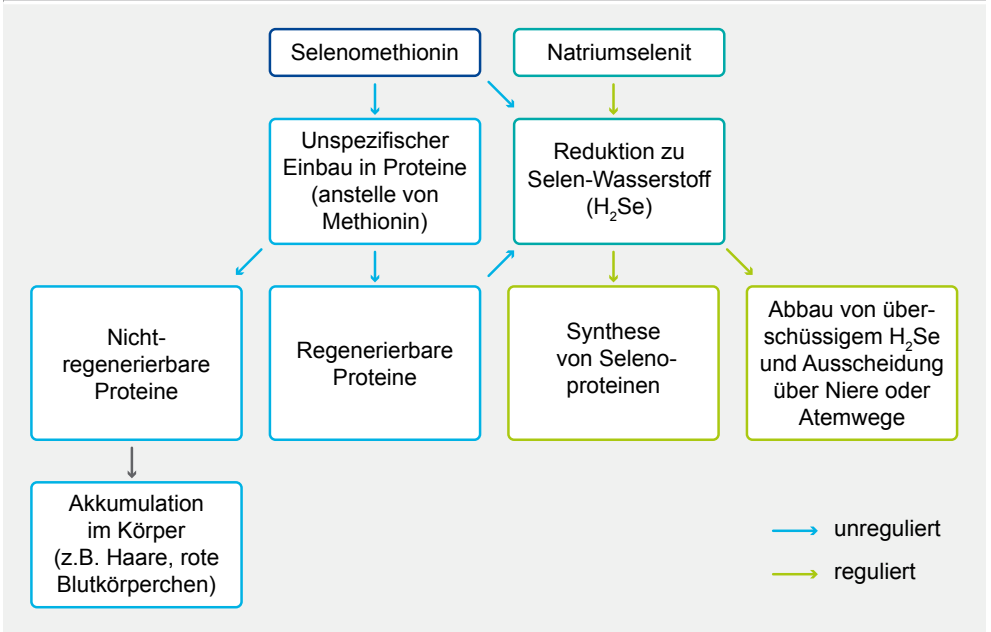 Selenomethionin
Natriumselenit
Unspezifischer
Einbau in Proteine
(anstelle von
Methionin)
Reduktion zu
Selen-Wasserstoff
(H₂Se)
Nicht-
regenerierbare
Proteine
Regenerierbare
Proteine
Synthese
von Seleno-
proteinen
Abbau von über-
schüssigem H₂Se
und Ausscheidung
über Niere oder
Atemwege
Akkumulation
im Körper
(z.B. Haare, rote
Blutkörperchen)
unreguliert
reguliert